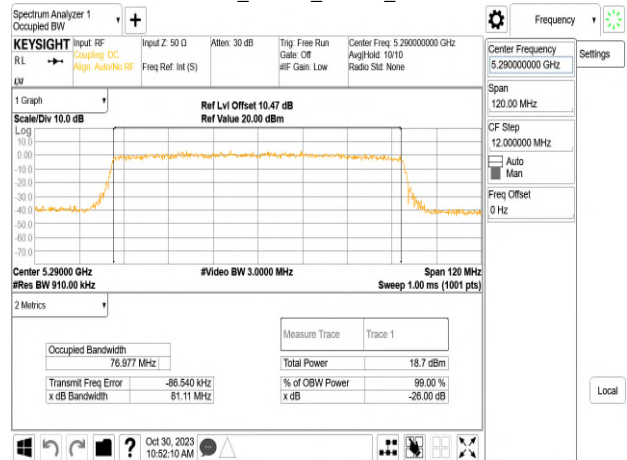 Spectrum Analyzer 1
Occupied BW
+
Frequency
KEYSIGHT
Input: RF
Input Z: 50 Ω
Atten: 30 dB
Trig: Free Run
Center Freq: 5.290000000 GHz
RL
Coupling: DC
Gate: Off
Avg|Hold: 10/10
Align: Auto/No RF
Freq Ref: Int (S)
#IF Gain: Low
Radio Std: None
LXI
Center Frequency
5.290000000 GHz
Settings
Span
120.00 MHz
CF Step
12.000000 MHz
Auto
Man
Freq Offset
0 Hz
Local
1 Graph
Ref Lvl Offset 10.47 dB
Scale/Div 10.0 dB
Ref Value 20.00 dBm
Log
10.0
0.00
-10.0
-20.0
-30.0
-40.0
-50.0
-60.0
-70.0
Center 5.29000 GHz
#Video BW 3.0000 MHz
Span 120 MHz
#Res BW 910.00 kHz
Sweep 1.00 ms (1001 pts)
2 Metrics
Measure Trace
Trace 1
Occupied Bandwidth
76.977 MHz
Total Power
18.7 dBm
Transmit Freq Error
-86.540 kHz
% of OBW Power
99.00 %
x dB Bandwidth
81.11 MHz
x dB
-26.00 dB
?
Oct 30, 2023
10:52:10 AM